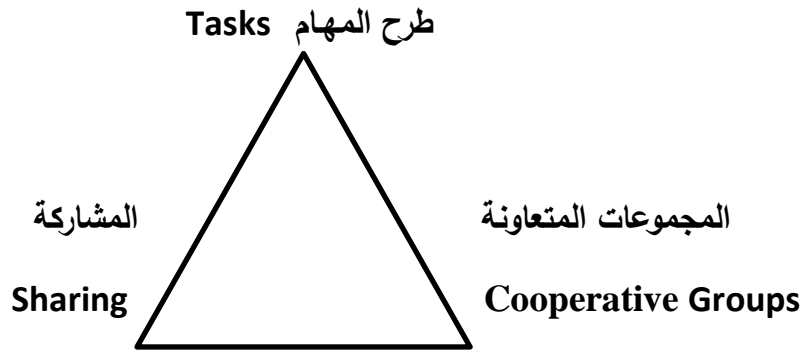 طرح المهام Tasks
المجموعات المتعاونة
المشاركة
Cooperative Groups
Sharing